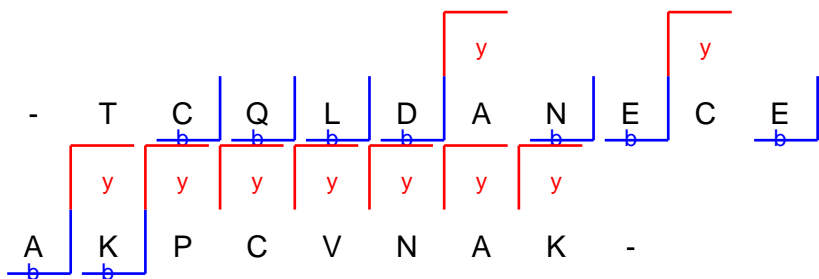 y y
- T C Q L D A N E C E
b b b b b b b
y y y y y y y
A K P C V N A K -
b b